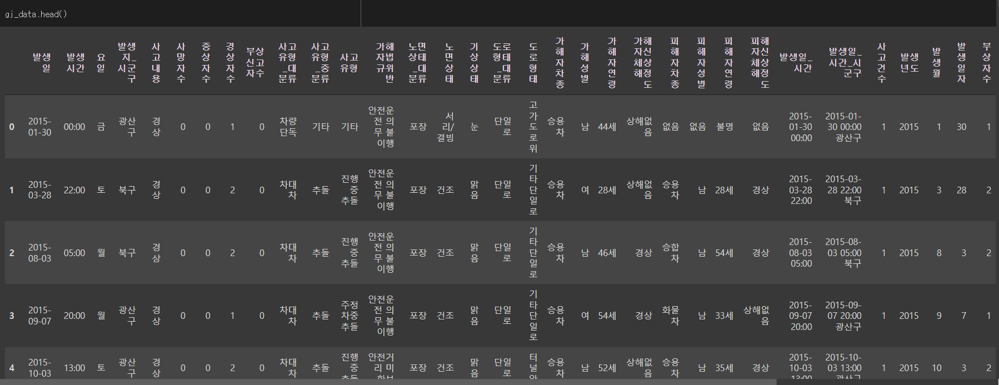 gj_data.head()
발생일 발생시간 요일 발생지_시군구 사고내용 사망자수 중상자수 경상자수 부상신고자수 사고유형_대분류 사고유형_중분류 사고유형 가해자법규위반 노면상태_대분류 노면상태 기상상태 도로형태_대분류 도로형태 가해자차종 가해성별 가해자연령 가해자신체상해정도 피해자차종 피해자성별 피해자연령 피해자신체상해정도 발생일_시간 발생일_시간_시군구 사고건수 발생년도 발생월 발생일자 부상자수
0 2015-01-30 00:00 금 광산구 경상 0 0 1 0 차량단독 기타 기타 안전운전 의무 불이행 포장 서리/결빙 눈 단일로 고가도로위 승용차 남 44세 상해없음 없음 없음 불명 없음 2015-01-30 00:00 2015-01-30 00:00 광산구 1 2015 1 30 1
1 2015-03-28 22:00 토 북구 경상 0 0 2 0 차대차 추돌 진행중 추돌 안전운전 의무 불이행 포장 건조 맑음 단일로 기타단일로 승용차 여 28세 상해없음 승용차 남 28세 경상 2015-03-28 22:00 2015-03-28 22:00 북구 1 2015 3 28 2
2 2015-08-03 05:00 월 북구 경상 0 0 2 0 차대차 추돌 진행중 추돌 안전운전 의무 불이행 포장 건조 맑음 단일로 기타단일로 승용차 남 46세 경상 승합차 남 54세 경상 2015-08-03 05:00 2015-08-03 05:00 북구 1 2015 8 3 2
3 2015-09-07 20:00 월 광산구 경상 0 0 1 0 차대차 추돌 주정차중 추돌 안전운전 의무 불이행 포장 건조 맑음 단일로 기타단일로 승용차 여 54세 경상 화물차 남 33세 상해없음 2015-09-07 20:00 2015-09-07 20:00 광산구 1 2015 9 7 1
4 2015-10-03 13:00 토 광산구 경상 0 0 2 0 차대차 추돌 진행중 추돌 안전거리 미확보 포장 건조 맑음 단일로 터널안 승용차 남 52세 상해없음 승용차 남 35세 경상 2015-10-03 13:00 2015-10-03 13:00 광산구 1 2015 10 3 2